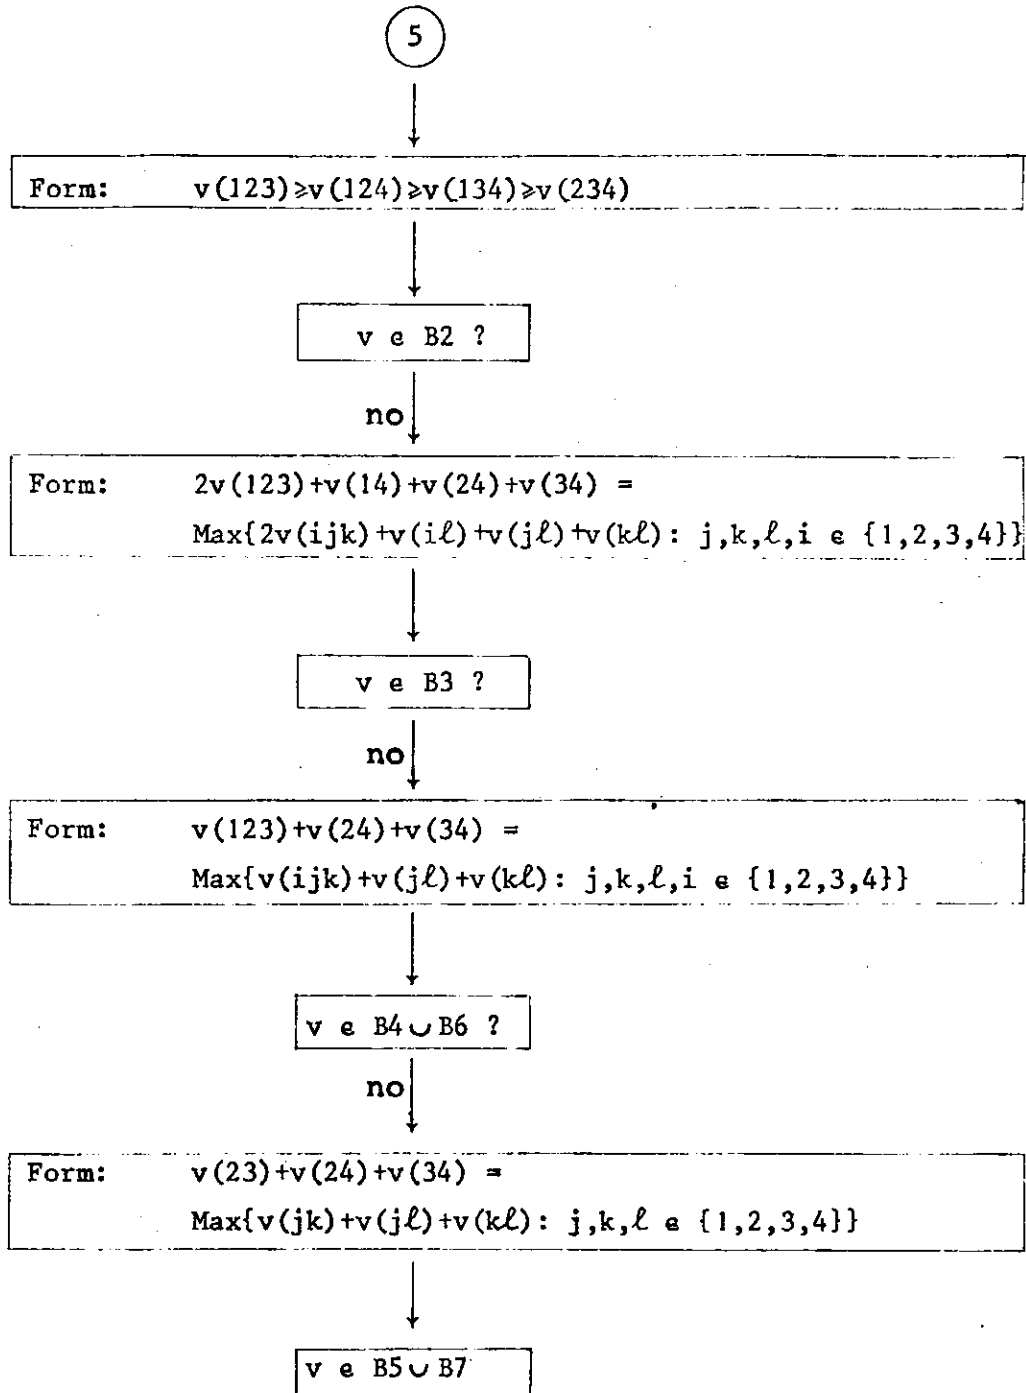 5
Form: v(123)⩾v(124)⩾v(134)⩾v(234)
v e B2 ?
no
Form: 2v(123)+v(14)+v(24)+v(34) =
Max{2v(ijk)+v(iℓ)+v(jℓ)+v(kℓ): j,k,ℓ,i e {1,2,3,4}}
v e B3 ?
no
Form: v(123)+v(24)+v(34) =
Max{v(ijk)+v(jℓ)+v(kℓ): j,k,ℓ,i e {1,2,3,4}}
v e B4 ∪ B6 ?
no
Form: v(23)+v(24)+v(34) =
Max{v(jk)+v(jℓ)+v(kℓ): j,k,ℓ e {1,2,3,4}}
v e B5 ∪ B7